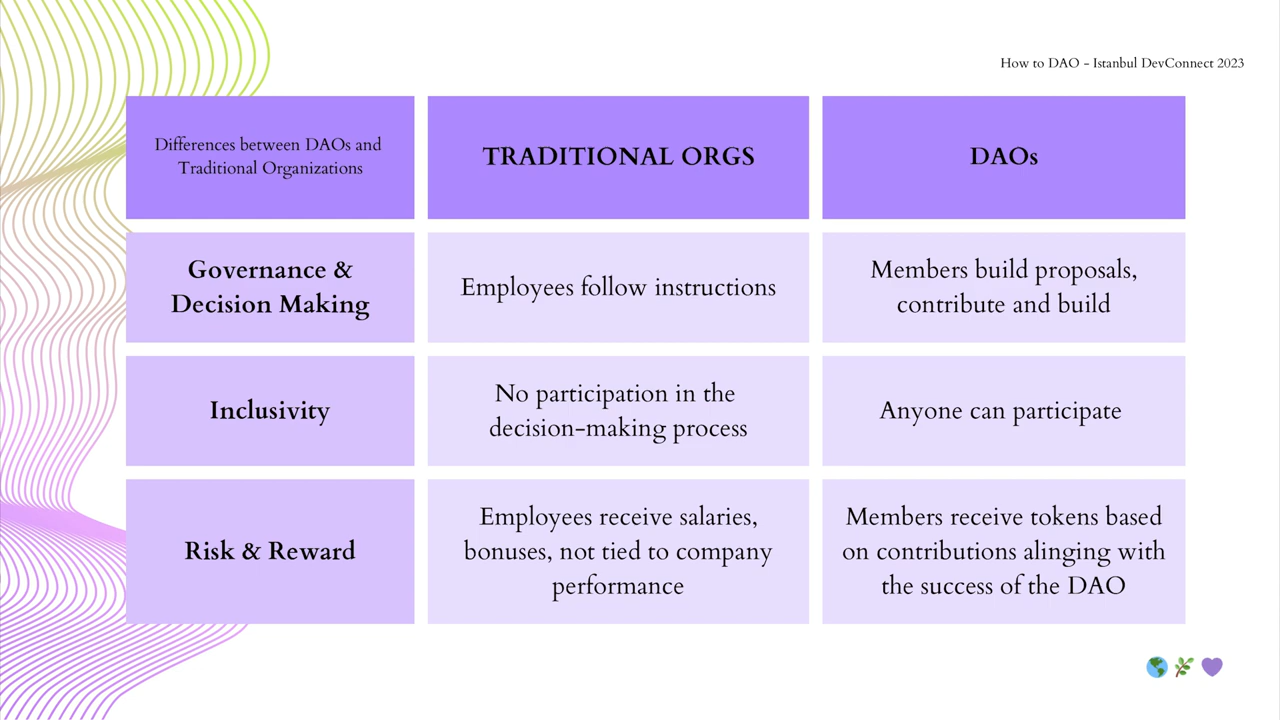 How to DAO - Istanbul DevConnect 2023
Differences between DAOs and
Traditional Organizations
TRADITIONAL ORGS
DAOs
Governance &
Decision Making
Employees follow instructions
Members build proposals,
contribute and build
Inclusivity
No participation in the
decision-making process
Anyone can participate
Risk & Reward
Employees receive salaries,
bonuses, not tied to company
performance
Members receive tokens based
on contributions alinging with
the success of the DAO